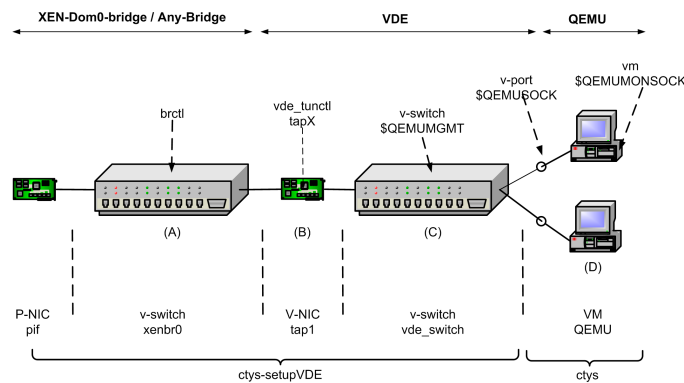 XEN-Dom0-bridge / Any-Bridge
VDE
QEMU
brctl
vde_tunctl
tapX
v-switch
$QEMUMGMT
v-port
$QEMUSOCK
vm
$QEMUMONSOCK
(A)
(B)
(C)
(D)
P-NIC
pif
v-switch
xenbr0
V-NIC
tap1
v-switch
vde_switch
VM
QEMU
ctys-setupVDE
ctys